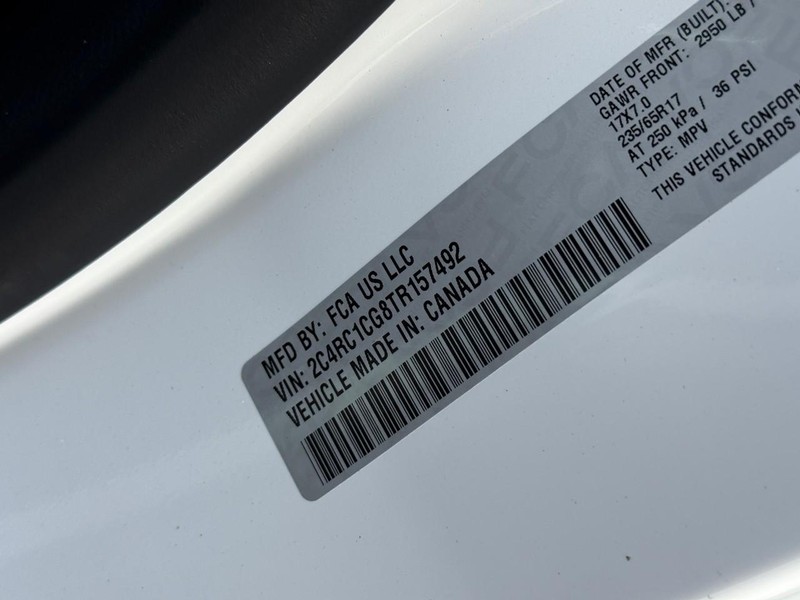 MFD BY: FCA US LLC
VIN: 2C4RC1CG8TR157492
VEHICLE MADE IN: CANADA
DATE OF MFR (BUILT):
GAWR FRONT: 2950 LB /
17X7.0
235/65R17
AT 250 kPa / 36 PSI
TYPE: MPV
THIS VEHICLE CONFORM
STANDARDS